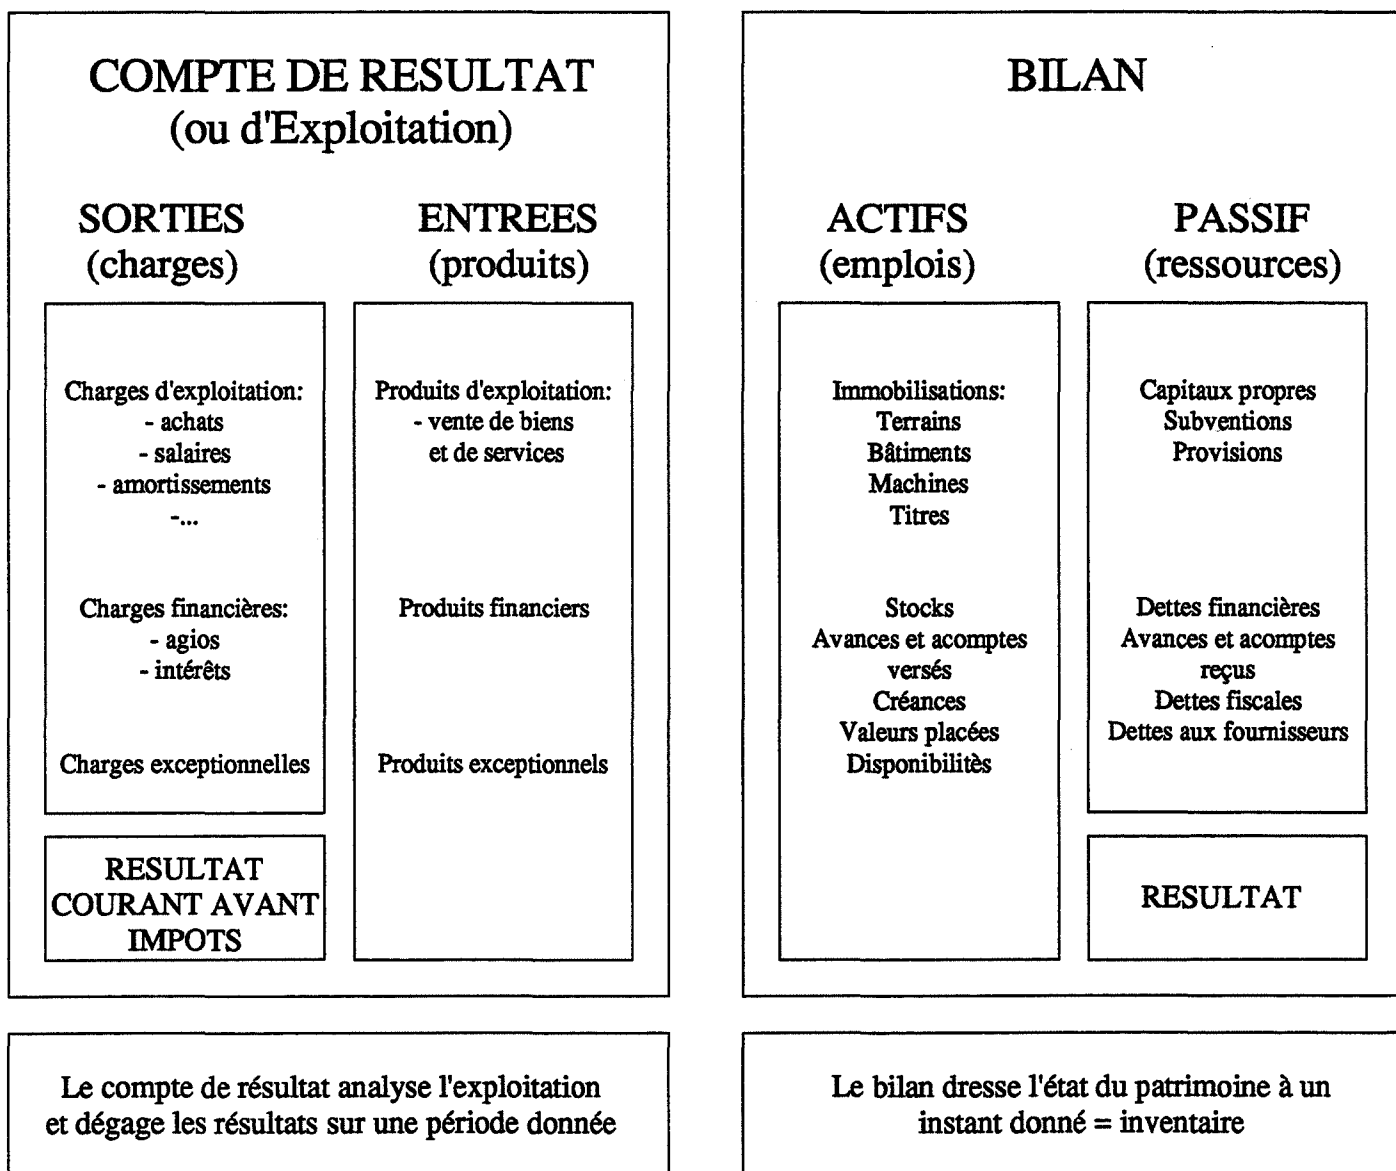 COMPTE DE RESULTAT
(ou d'Exploitation)
SORTIES
(charges)
ENTREES
(produits)
Charges d'exploitation:
- achats
- salaires
- amortissements
-...
Charges financières:
- agios
- intérêts
Charges exceptionnelles
RESULTAT
COURANT AVANT
IMPOTS
Produits d'exploitation:
- vente de biens
et de services
Produits financiers
Produits exceptionnels
Le compte de résultat analyse l'exploitation
et dégage les résultats sur une période donnée
BILAN
ACTIFS
(emplois)
PASSIF
(ressources)
Immobilisations:
Terrains
Bâtiments
Machines
Titres
Stocks
Avances et acomptes
versés
Créances
Valeurs placées
Disponibilitès
Capitaux propres
Subventions
Provisions
Dettes financières
Avances et acomptes
reçus
Dettes fiscales
Dettes aux fournisseurs
RESULTAT
Le bilan dresse l'état du patrimoine à un
instant donné = inventaire